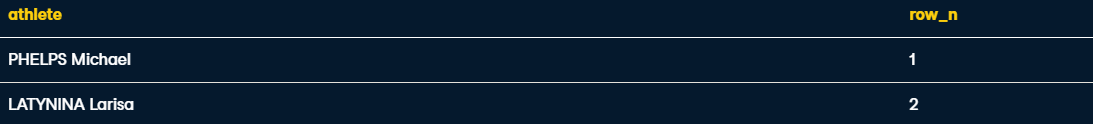 athlete row_n
PHELPS Michael 1
LATYNINA Larisa 2